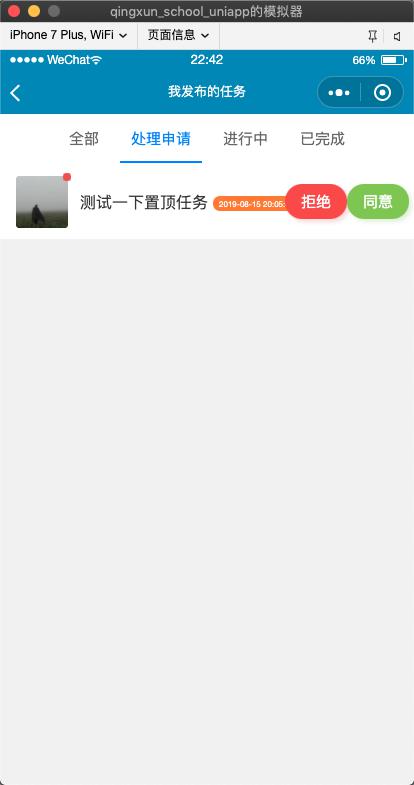 qingxun_school_uniapp的模拟器
iPhone 7 Plus, WiFi 页面信息
WeChat 22:42 66%
我发布的任务
全部 处理申请 进行中 已完成
测试一下置顶任务 2019-08-15 20:05: 拒绝 同意